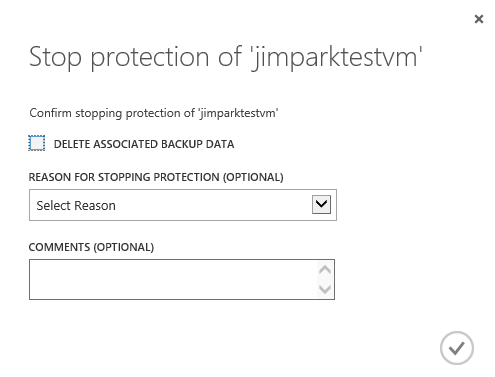 Stop protection of 'jimparktestvm'
Confirm stopping protection of 'jimparktestvm'
DELETE ASSOCIATED BACKUP DATA
REASON FOR STOPPING PROTECTION (OPTIONAL)
Select Reason
COMMENTS (OPTIONAL)